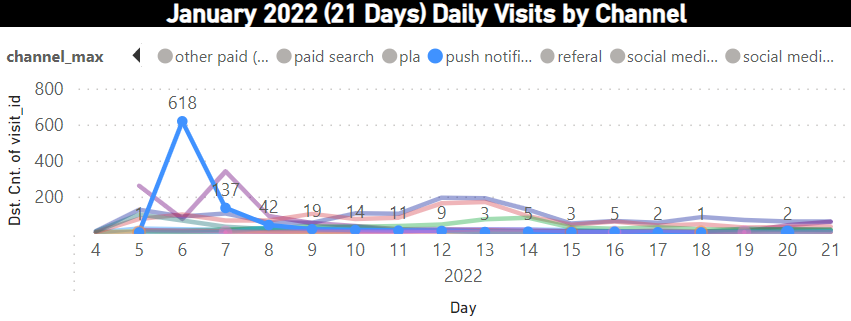 January 2022 (21 Days) Daily Visits by Channel
channel_max other paid (... paid search pla push notifi... referal social medi... social medi...
800
618
600
400
137
200
42 19 14 11 9 3 5 3 5 2 1 2
1
Dst. Cnt. of visit_id
4 5 6 7 8 9 10 11 12 13 14 15 16 17 18 19 20 21
2022
Day